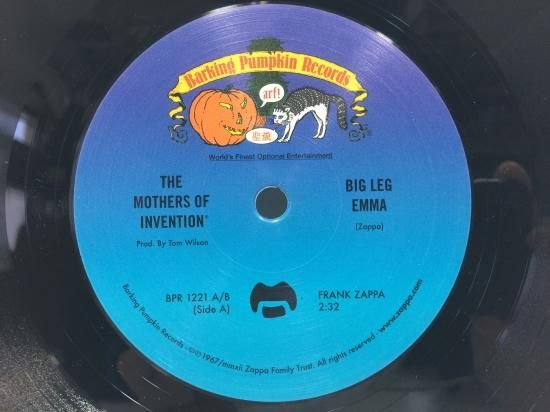 Barking Pumpkin Records
arf!
聖潔
World's Finest Optional Entertainment
THE
MOTHERS OF
INVENTION®
Prod. By Tom Wilson
BIG LEG
EMMA
(Zappa)
BPR 1221 A/B
(Side A)
FRANK ZAPPA
2:32
Barking Pumpkin Records - ©℗1967/mmxii Zappa Family Trust. All rights reserved - www.zappa.com